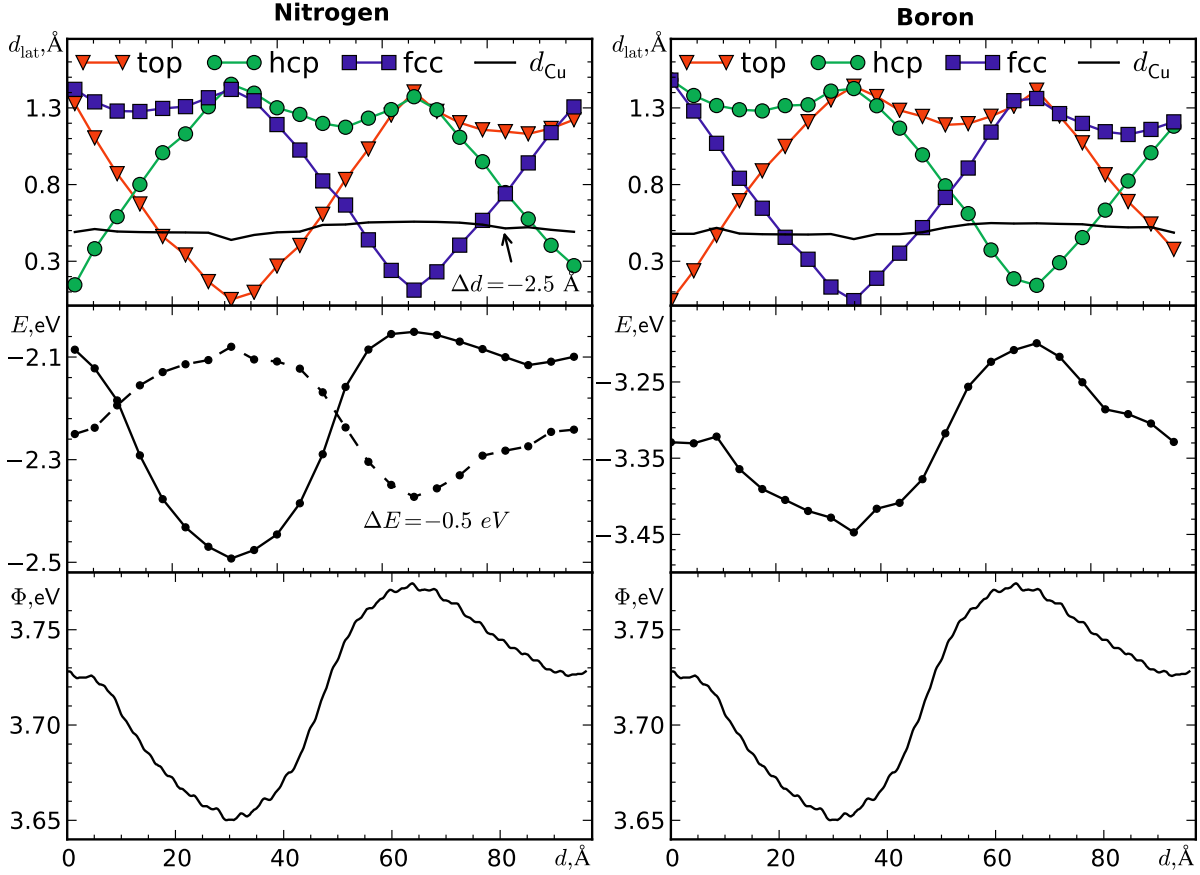 Nitrogen
d_lat,Å
top hcp fcc d_Cu
1.3
0.8
0.3
Δd=−2.5 Å
E,eV
−2.1
−2.3
−2.5
ΔE=−0.5 eV
Φ,eV
3.75
3.70
3.65
0 20 40 60 80 d,Å
Boron
d_lat,Å
top hcp fcc d_Cu
1.3
0.8
0.3
E,eV
−3.25
−3.35
−3.45
Φ,eV
3.75
3.70
3.65
0 20 40 60 80 d,Å